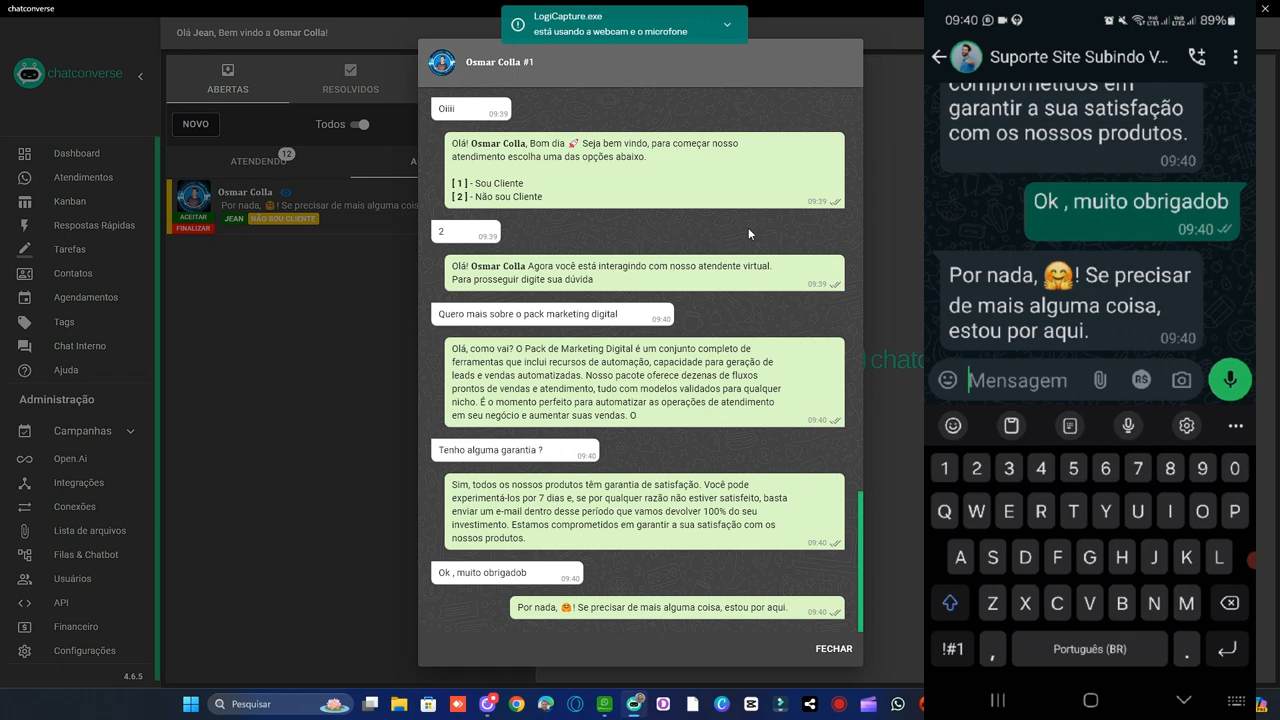 chatconverse
Olá Jean, Bem vindo a Osmar Colla!
LogiCapture.exe
está usando a webcam e o microfone
chatconverse
ABERTAS
RESOLVIDOS
NOVO
Todos
ATENDENDO
12
Osmar Colla
Por nada, 🤗! Se precisar de mais alguma coisa
ACEITAR
FINALIZAR
JEAN
NÃO SOU CLIENTE
Dashboard
Atendimentos
Kanban
Respostas Rápidas
Tarefas
Contatos
Agendamentos
Tags
Chat Interno
Ajuda
Administração
Campanhas
Open.Ai
Integrações
Conexões
Lista de arquivos
Filas & Chatbot
Usuários
API
Financeiro
Configurações
4.6.5
Osmar Colla #1
Oiiii
09:39
Olá! Osmar Colla, Bom dia 🚀 Seja bem vindo, para começar nosso
atendimento escolha uma das opções abaixo.
[ 1 ] - Sou Cliente
[ 2 ] - Não sou Cliente
09:39
2
09:39
Olá! Osmar Colla Agora você está interagindo com nosso atendente virtual.
Para prosseguir digite sua dúvida
09:39
Quero mais sobre o pack marketing digital
09:40
Olá, como vai? O Pack de Marketing Digital é um conjunto completo de
ferramentas que inclui recursos de automação, capacidade para geração de
leads e vendas automatizadas. Nosso pacote oferece dezenas de fluxos
prontos de vendas e atendimento, tudo com modelos validados para qualquer
nicho. É o momento perfeito para automatizar as operações de atendimento
em seu negócio e aumentar suas vendas. O
09:40
Tenho alguma garantia ?
09:40
Sim, todos os nossos produtos têm garantia de satisfação. Você pode
experimentá-los por 7 dias e, se por qualquer razão não estiver satisfeito, basta
enviar um e-mail dentro desse período que vamos devolver 100% do seu
investimento. Estamos comprometidos em garantir a sua satisfação com os
nossos produtos.
09:40
Ok , muito obrigadob
09:40
Por nada, 🤗! Se precisar de mais alguma coisa, estou por aqui.
09:40
FECHAR
Pesquisar
09:40
89%
Suporte Site Subindo V...
comprometidos em
garantir a sua satisfação
com os nossos produtos.
09:40
Ok , muito obrigadob
09:40
Por nada, 🤗! Se precisar
de mais alguma coisa,
estou por aqui.
09:40
Mensagem
R$
1 2 3 4 5 6 7 8 9 0
Q W E R T Y U I O P
A S D F G H J K L
Z X C V B N M
!#1 , Português (BR) .